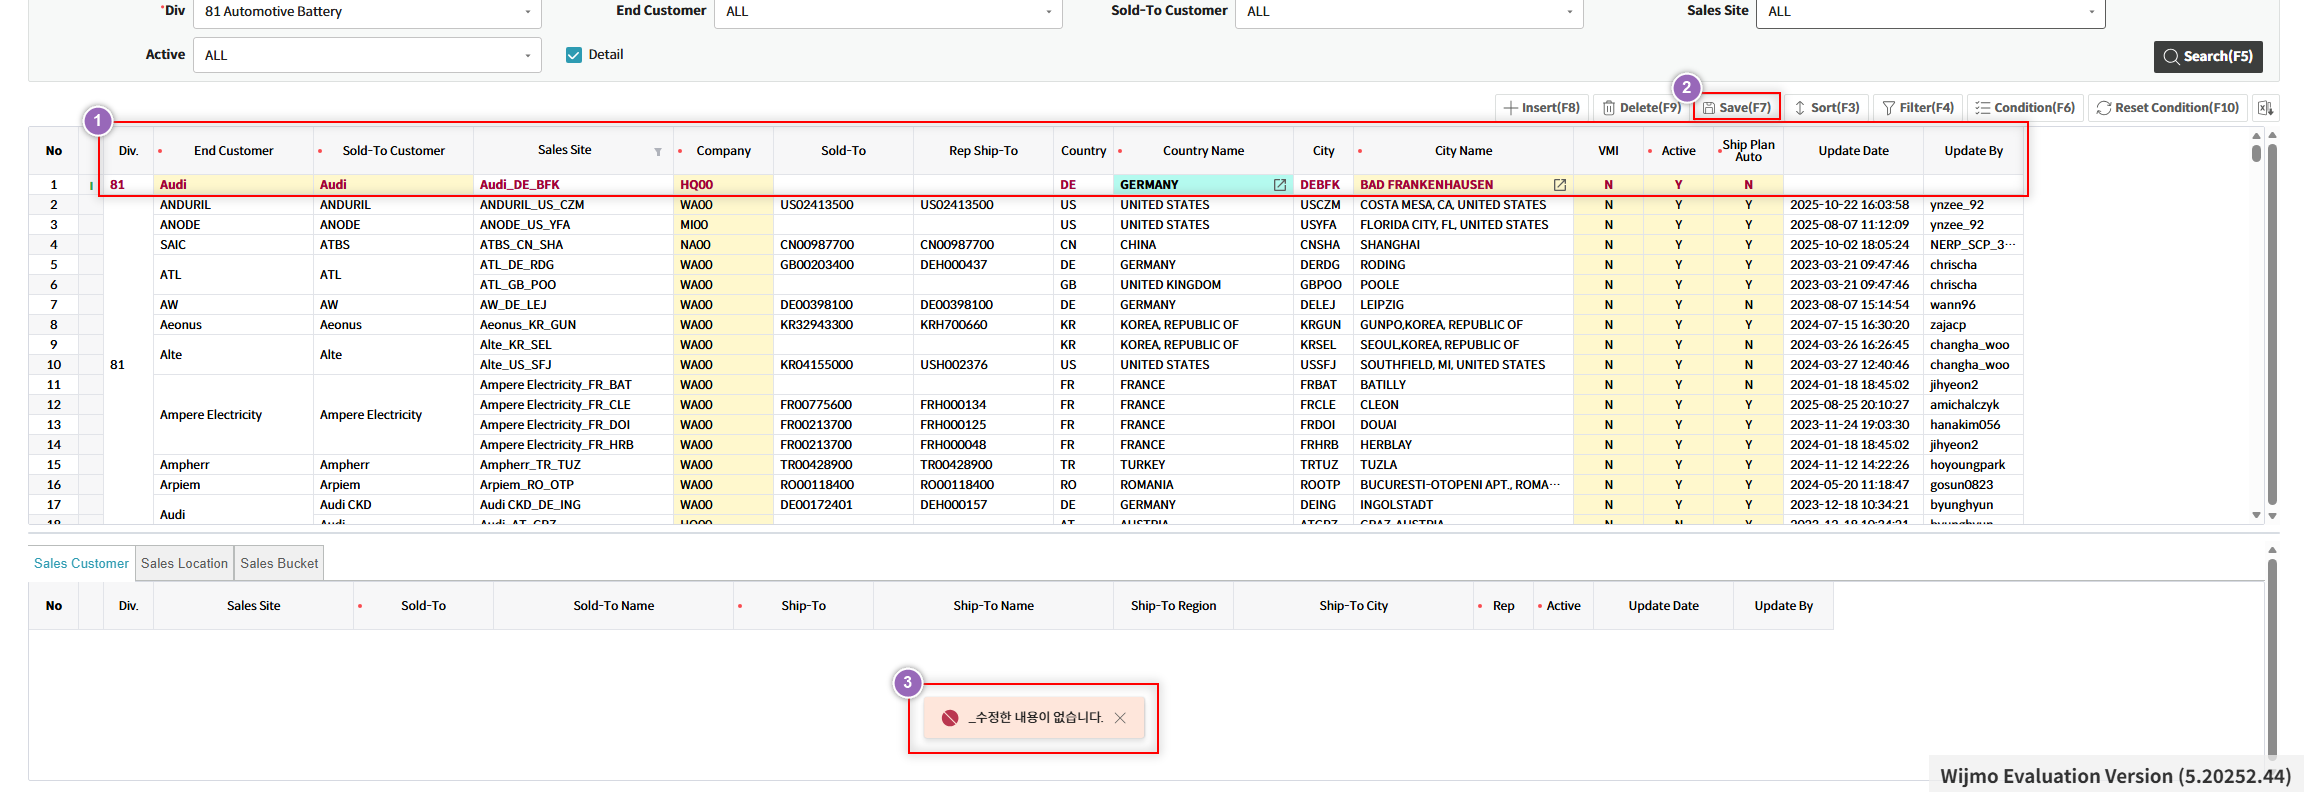 *Div 81 Automotive Battery End Customer ALL Sold-To Customer ALL Sales Site ALL
Active ALL Detail Search(F5)
2
Insert(F8) Delete(F9) Save(F7) Sort(F3) Filter(F4) Condition(F6) Reset Condition(F10)
1
No Div. End Customer Sold-To Customer Sales Site Company Sold-To Rep Ship-To Country Country Name City City Name VMI Active Ship Plan Auto Update Date Update By
1 81 Audi Audi Audi_DE_BFK HQ00 DE GERMANY DEBFK BAD FRANKENHAUSEN N Y N
2 ANDURIL ANDURIL ANDURIL_US_CZM WA00 US02413500 US02413500 US UNITED STATES USCZM COSTA MESA, CA, UNITED STATES N Y Y 2025-10-22 16:03:58 ynzee_92
3 ANODE ANODE ANODE_US_YFA MI00 US UNITED STATES USYFA FLORIDA CITY, FL, UNITED STATES N Y Y 2025-08-07 11:12:09 ynzee_92
4 SAIC ATBS ATBS_CN_SHA NA00 CN00987700 CN00987700 CN CHINA CNSHA SHANGHAI N Y Y 2025-10-02 18:05:24 NERP_SCP_3···
5 ATL ATL ATL_DE_RDG WA00 GB00203400 DEH000437 DE GERMANY DERDG RODING N Y Y 2023-03-21 09:47:46 chrischa
6 ATL_GB_POO WA00 GB UNITED KINGDOM GBPOO POOLE N Y Y 2023-03-21 09:47:46 chrischa
7 AW AW AW_DE_LEJ WA00 DE00398100 DE00398100 DE GERMANY DELEJ LEIPZIG N Y N 2023-08-07 15:14:54 wann96
8 Aeonus Aeonus Aeonus_KR_GUN WA00 KR32943300 KRH700660 KR KOREA, REPUBLIC OF KRGUN GUNPO,KOREA, REPUBLIC OF N Y Y 2024-07-15 16:30:20 zajacp
9 Alte Alte Alte_KR_SEL WA00 KR KOREA, REPUBLIC OF KRSEL SEOUL,KOREA, REPUBLIC OF N Y N 2024-03-26 16:26:45 changha_woo
10 81 Alte_US_SFJ WA00 KR04155000 USH002376 US UNITED STATES USSFJ SOUTHFIELD, MI, UNITED STATES N Y Y 2024-03-27 12:40:46 changha_woo
11 Ampere Electricity_FR_BAT WA00 FR FRANCE FRBAT BATILLY N Y N 2024-01-18 18:45:02 jihyeon2
12 Ampere Electricity Ampere Electricity Ampere Electricity_FR_CLE WA00 FR00775600 FRH000134 FR FRANCE FRCLE CLEON N Y Y 2025-08-25 20:10:27 amichalczyk
13 Ampere Electricity_FR_DOI WA00 FR00213700 FRH000125 FR FRANCE FRDOI DOUAI N Y Y 2023-11-24 19:03:30 hanakim056
14 Ampere Electricity_FR_HRB WA00 FR00213700 FRH000048 FR FRANCE FRHRB HERBLAY N Y Y 2024-01-18 18:45:02 jihyeon2
15 Ampherr Ampherr Ampherr_TR_TUZ WA00 TR00428900 TR00428900 TR TURKEY TRTUZ TUZLA N Y Y 2024-11-12 14:22:26 hoyoungpark
16 Arpiem Arpiem Arpiem_RO_OTP WA00 RO00118400 RO00118400 RO ROMANIA ROOTP BUCURESTI-OTOPENI APT., ROMA··· N Y Y 2024-05-20 11:18:47 gosun0823
17 Audi Audi CKD Audi CKD_DE_ING WA00 DE00172401 DEH000157 DE GERMANY DEING INGOLSTADT N Y Y 2023-12-18 10:34:21 byunghyun
Sales Customer Sales Location Sales Bucket
No Div. Sales Site Sold-To Sold-To Name Ship-To Ship-To Name Ship-To Region Ship-To City Rep Active Update Date Update By
3
_수정한 내용이 없습니다.
Wijmo Evaluation Version (5.20252.44)